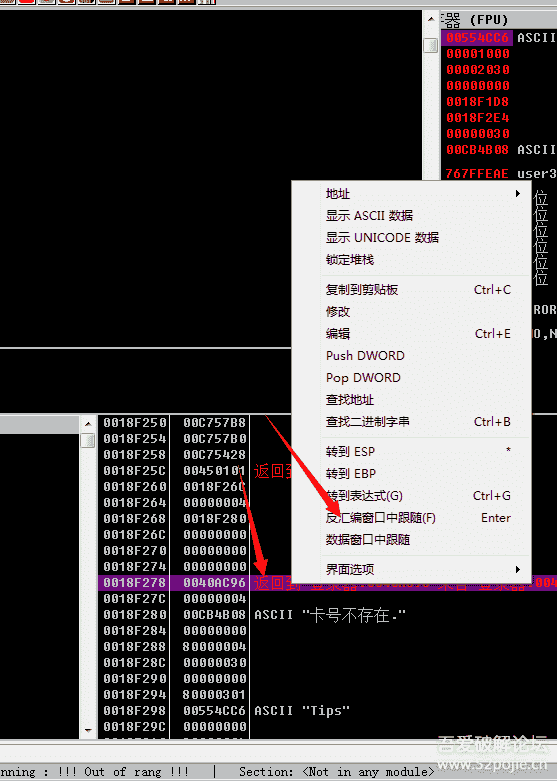 器 (FPU)
00554CC6 ASCII
00001000
00002030
00000000
0018F1D8
0018F2E4
00000030
00CB4B08 ASCII
767FFEAE user3
位
位
位
位
位
位
ROR
O,N
地址
显示 ASCII 数据
显示 UNICODE 数据
锁定堆栈
复制到剪贴板 Ctrl+C
修改
编辑 Ctrl+E
Push DWORD
Pop DWORD
查找地址
查找二进制字串 Ctrl+B
转到 ESP *
转到 EBP
转到表达式(G) Ctrl+G
反汇编窗口中跟随(F) Enter
数据窗口中跟随
界面选项
0018F250 00C757B8
0018F254 00C757B0
0018F258 00C75428
0018F25C 00450101 返回到
0018F260 0018F26C
0018F264 00000004
0018F268 0018F280
0018F26C 00000000
0018F270 00000000
0018F274 00000000
0018F278 0040AC96 返回到
0018F27C 00000004
0018F280 00CB4B08 ASCII "卡号不存在."
0018F284 00000000
0018F288 80000004
0018F28C 00000030
0018F290 00000000
0018F294 80000301
0018F298 00554CC6 ASCII "Tips"
0018F29C 00000000
吾爱破解论坛
www.52pojie.cn
nning : !!! Out of rang !!! Section: <Not in any module>